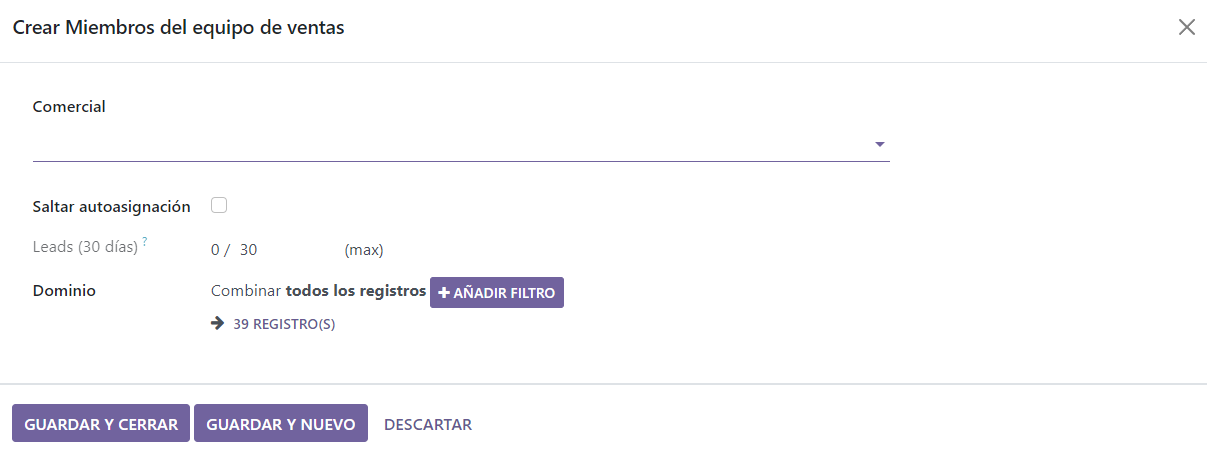 Crear Miembros del equipo de ventas
Comercial
Saltar autoasignación
Leads (30 días) ? 0 / 30 (max)
Dominio Combinar todos los registros + AÑADIR FILTRO
→ 39 REGISTRO(S)
GUARDAR Y CERRAR GUARDAR Y NUEVO DESCARTAR